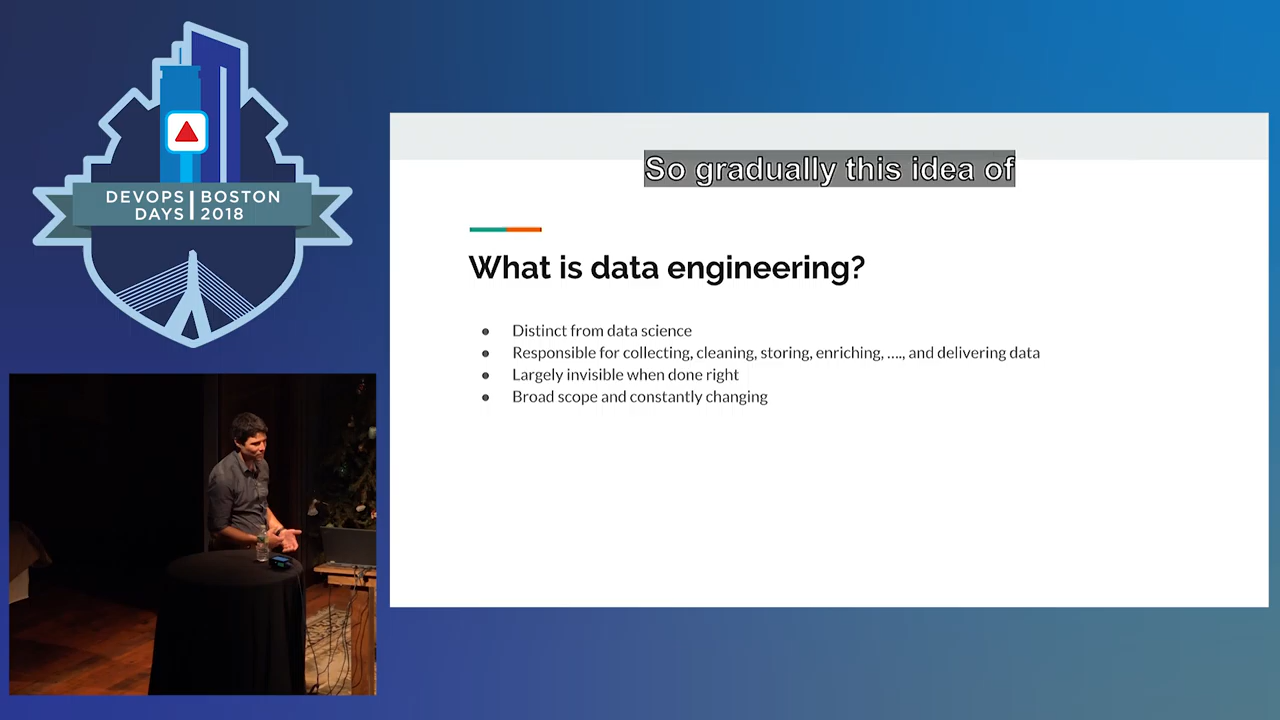 DEVOPS BOSTON
DAYS 2018
So gradually this idea of
What is data engineering?
● Distinct from data science
● Responsible for collecting, cleaning, storing, enriching, ...., and delivering data
● Largely invisible when done right
● Broad scope and constantly changing